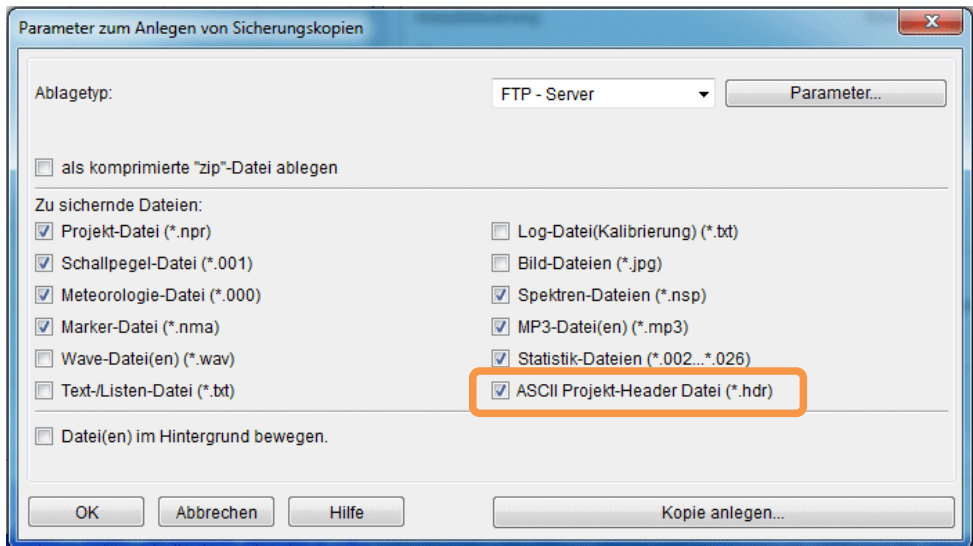 Parameter zum Anlegen von Sicherungskopien
Ablagetyp:
FTP - Server
Parameter...
als komprimierte "zip"-Datei ablegen
Zu sichernde Dateien:
Projekt-Datei (*.npr)
Log-Datei(Kalibrierung) (*.txt)
Schallpegel-Datei (*.001)
Bild-Dateien (*.jpg)
Meteorologie-Datei (*.000)
Spektren-Dateien (*.nsp)
Marker-Datei (*.nma)
MP3-Datei(en) (*.mp3)
Wave-Datei(en) (*.wav)
Statistik-Dateien (*.002...*.026)
Text-/Listen-Datei (*.txt)
ASCII Projekt-Header Datei (*.hdr)
Datei(en) im Hintergrund bewegen.
OK
Abbrechen
Hilfe
Kopie anlegen...